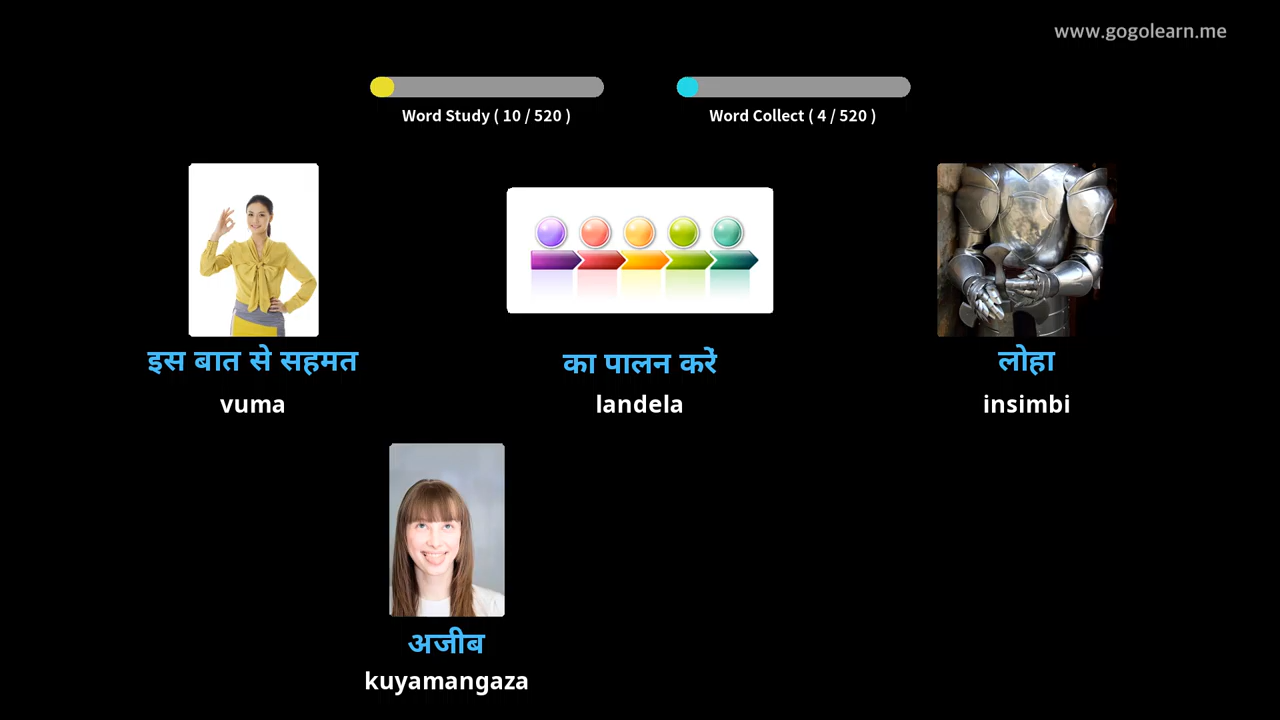 www.gogolearn.me
Word Study ( 10 / 520 )
Word Collect ( 4 / 520 )
इस बात से सहमत
vuma
का पालन करें
landela
लोहा
insimbi
अजीब
kuyamangaza